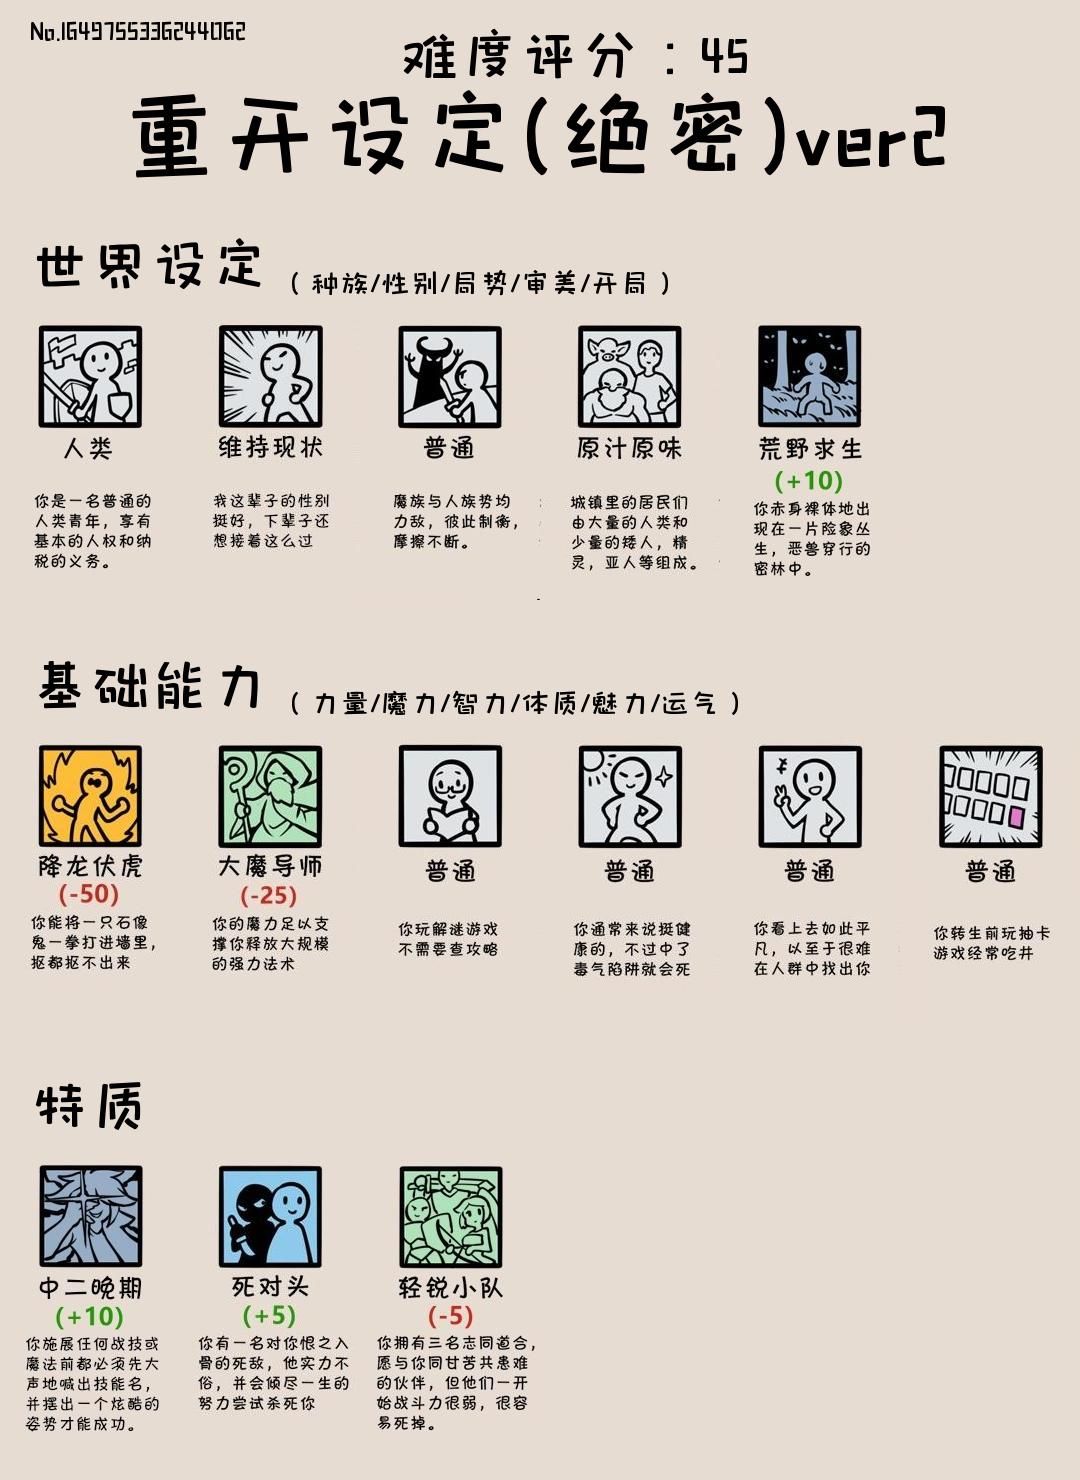 No.1649755336244062
难度评分：45
重开设定(绝密)ver2
世界设定（种族/性别/局势/审美/开局）
人类
你是一名普通的
人类青年，享有
基本的人权和纳
税的义务。
维持现状
我这辈子的性别
挺好，下辈子还
想接着这么过
普通
魔族与人族势均
力敌，彼此制衡，
摩擦不断。
原汁原味
城镇里的居民们
由大量的人类和
少量的矮人，精
灵，亚人等组成。
荒野求生
(+10)
你赤身裸体地出
现在一片险象丛
生，恶兽穿行的
密林中。
基础能力（力量/魔力/智力/体质/魅力/运气）
降龙伏虎
(-50)
你能将一只石像
鬼一拳打进墙里，
抠都抠不出来
大魔导师
(-25)
你的魔力足以支
撑你释放大规模
的强力法术
普通
你玩解谜游戏
不需要查攻略
普通
你通常来说挺健
康的，不过中了
毒气陷阱就会死
普通
你看上去如此平
凡，以至于很难
在人群中找出你
普通
你转生前玩抽卡
游戏经常吃井
特质
中二晚期
(+10)
你施展任何战技或
魔法前都必须先大
声地喊出技能名，
并摆出一个炫酷的
姿势才能成功。
死对头
(+5)
你有一名对你恨之入
骨的死敌，他实力不
俗，并会倾尽一生的
努力尝试杀死你
轻锐小队
(-5)
你拥有三名志同道合，
愿与你同甘苦共患难
的伙伴，但他们一开
始战斗力很弱，很容
易死掉。